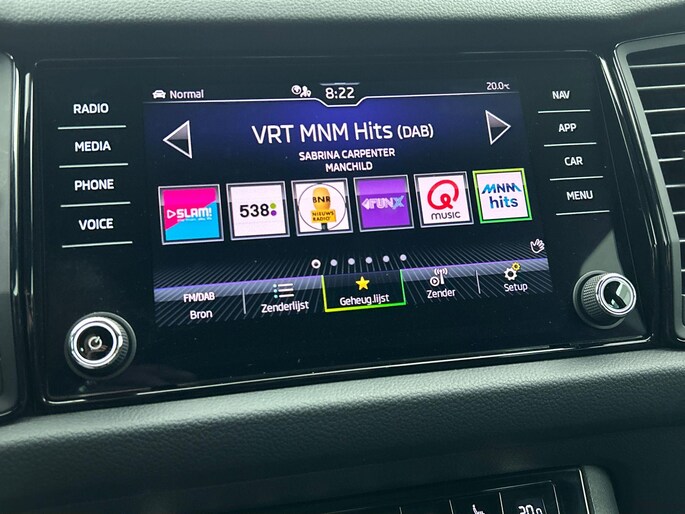 RADIO
MEDIA
PHONE
VOICE
Normal
8:22
20.0°C
VRT MNM Hits (DAB)
SABRINA CARPENTER
MANCHILD
SLAM!
538
BNR
NIEUWS
RADIO
FUNX
Q
MUSIC
MNM
hits
FM/DAB
Bron
Zenderlijst
Geheug.lijst
Zender
Setup
NAV
APP
CAR
MENU